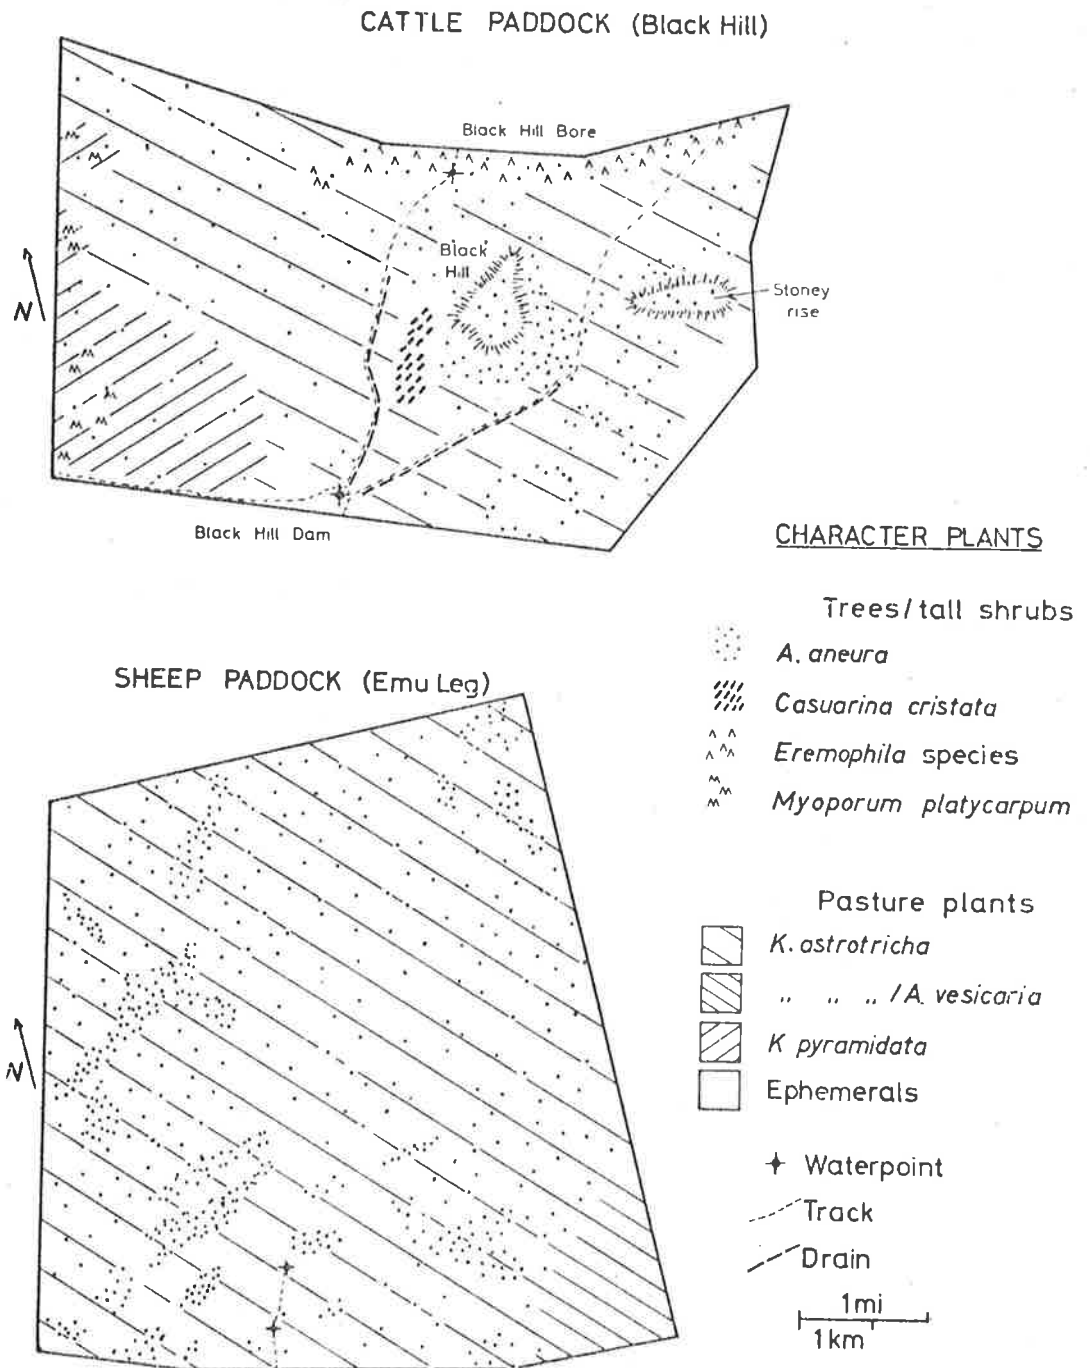 CATTLE PADDOCK (Black Hill)
Black Hill Bore
Black
Hill
Stoney
rise
N
Black Hill Dam
CHARACTER PLANTS
Trees/tall shrubs
A. aneura
Casuarina cristata
Eremophila species
Myoporum platycarpum
SHEEP PADDOCK (Emu Leg)
N
Pasture plants
K. astrotricha
„ „ „ /A. vesicaria
K pyramidata
Ephemerals
Waterpoint
Track
Drain
1mi
1km